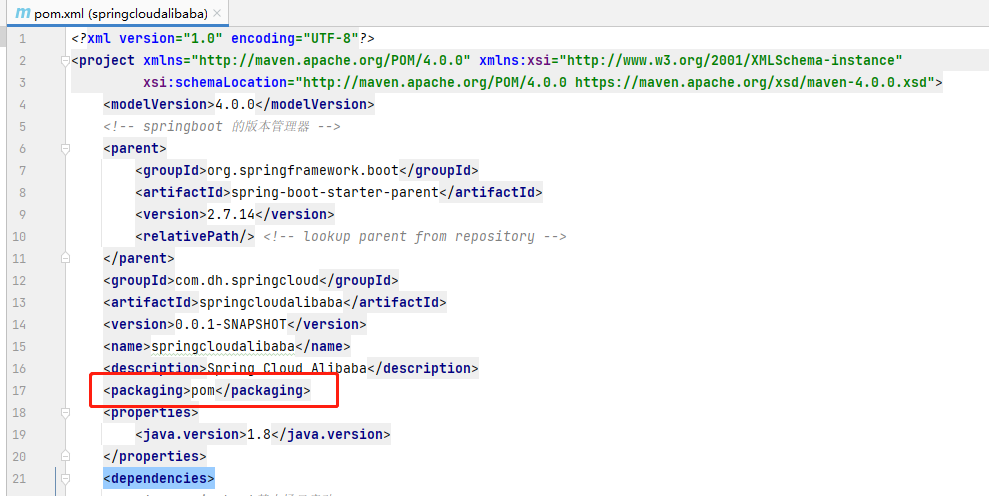 pom.xml (springcloudalibaba)
1 <?xml version="1.0" encoding="UTF-8"?>
2 <project xmlns="http://maven.apache.org/POM/4.0.0" xmlns:xsi="http://www.w3.org/2001/XMLSchema-instance"
3 xsi:schemaLocation="http://maven.apache.org/POM/4.0.0 https://maven.apache.org/xsd/maven-4.0.0.xsd">
4 <modelVersion>4.0.0</modelVersion>
5 <!-- springboot 的版本管理器 -->
6 <parent>
7 <groupId>org.springframework.boot</groupId>
8 <artifactId>spring-boot-starter-parent</artifactId>
9 <version>2.7.14</version>
10 <relativePath/> <!-- lookup parent from repository -->
11 </parent>
12 <groupId>com.dh.springcloud</groupId>
13 <artifactId>springcloudalibaba</artifactId>
14 <version>0.0.1-SNAPSHOT</version>
15 <name>springcloudalibaba</name>
16 <description>Spring Cloud Alibaba</description>
17 <packaging>pom</packaging>
18 <properties>
19 <java.version>1.8</java.version>
20 </properties>
21 <dependencies>